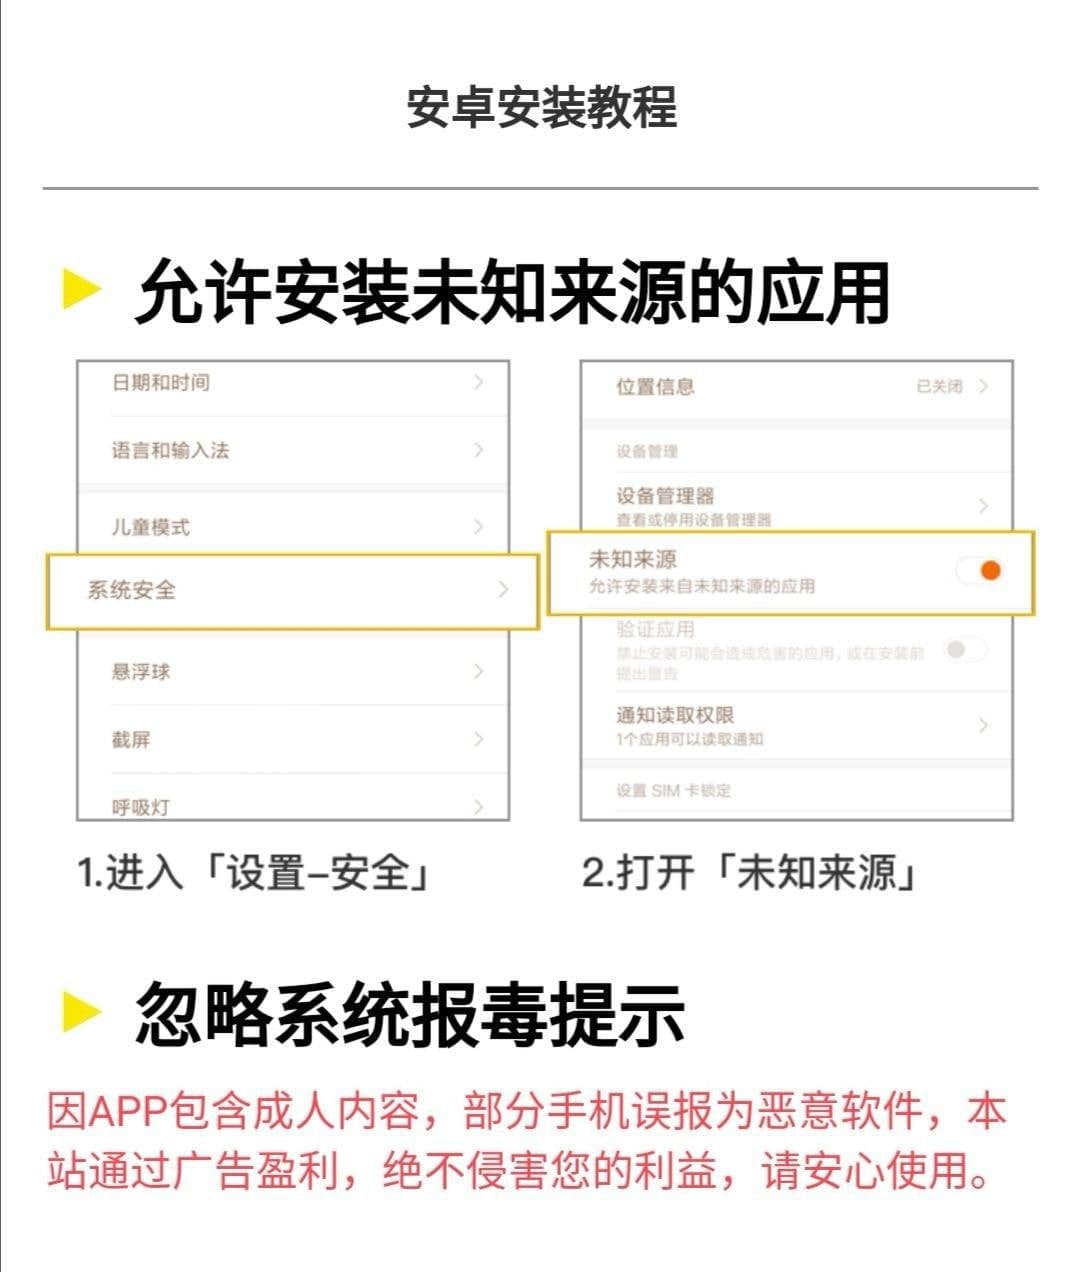 安卓安装教程
允许安装未知来源的应用
日期和时间
语言和输入法
儿童模式
系统安全
悬浮球
截屏
呼吸灯
位置信息 已关闭
设备管理
设备管理器
查看或停用设备管理器
未知来源
允许安装来自未知来源的应用
验证应用
禁止安装可能会造成危害的应用，或在安装前
提出警告
通知读取权限
1个应用可以读取通知
设置 SIM 卡锁定
1.进入「设置–安全」
2.打开「未知来源」
忽略系统报毒提示
因APP包含成人内容，部分手机误报为恶意软件，本
站通过广告盈利，绝不侵害您的利益，请安心使用。